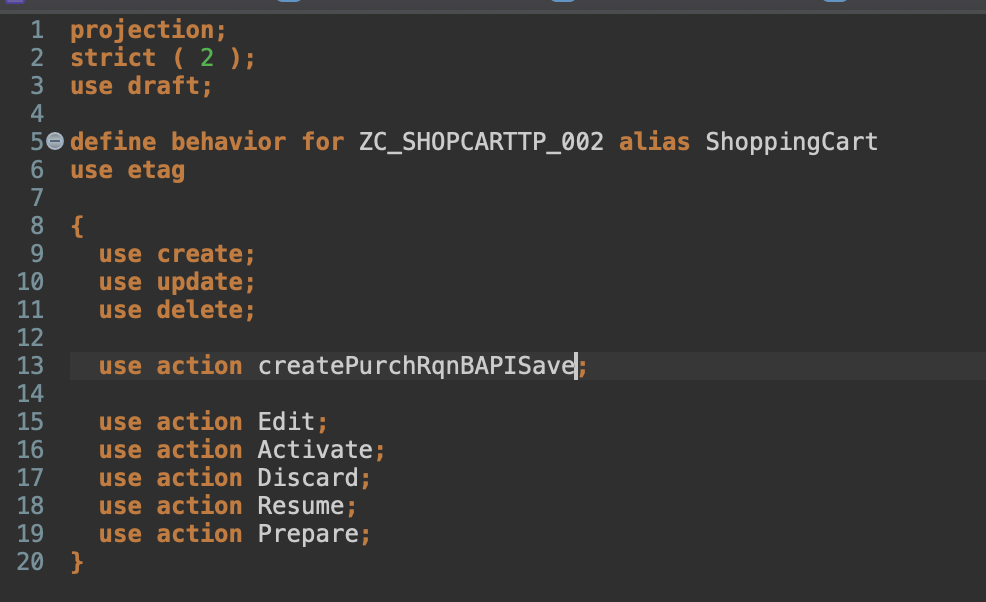 1 projection;
2 strict ( 2 );
3 use draft;
4
5 define behavior for ZC_SHOPCARTTP_002 alias ShoppingCart
6 use etag
7
8 {
9   use create;
10   use update;
11   use delete;
12
13   use action createPurchRqnBAPISave;
14
15   use action Edit;
16   use action Activate;
17   use action Discard;
18   use action Resume;
19   use action Prepare;
20 }